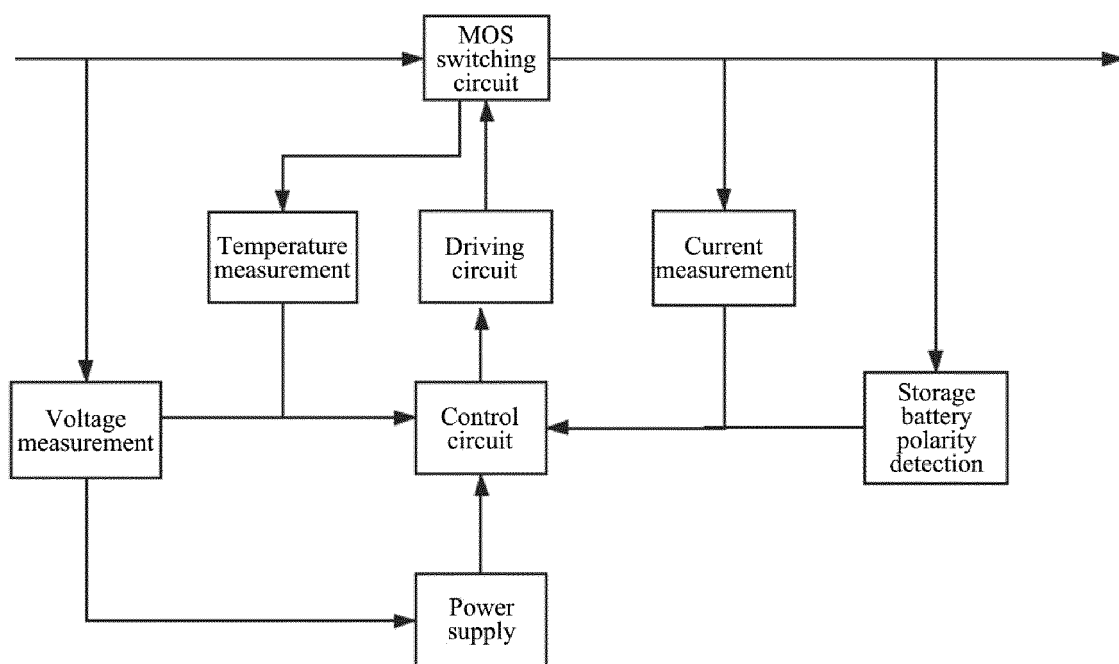 MOS
switching
circuit
Temperature
measurement
Driving
circuit
Current
measurement
Voltage
measurement
Control
circuit
Storage
battery
polarity
detection
Power
supply